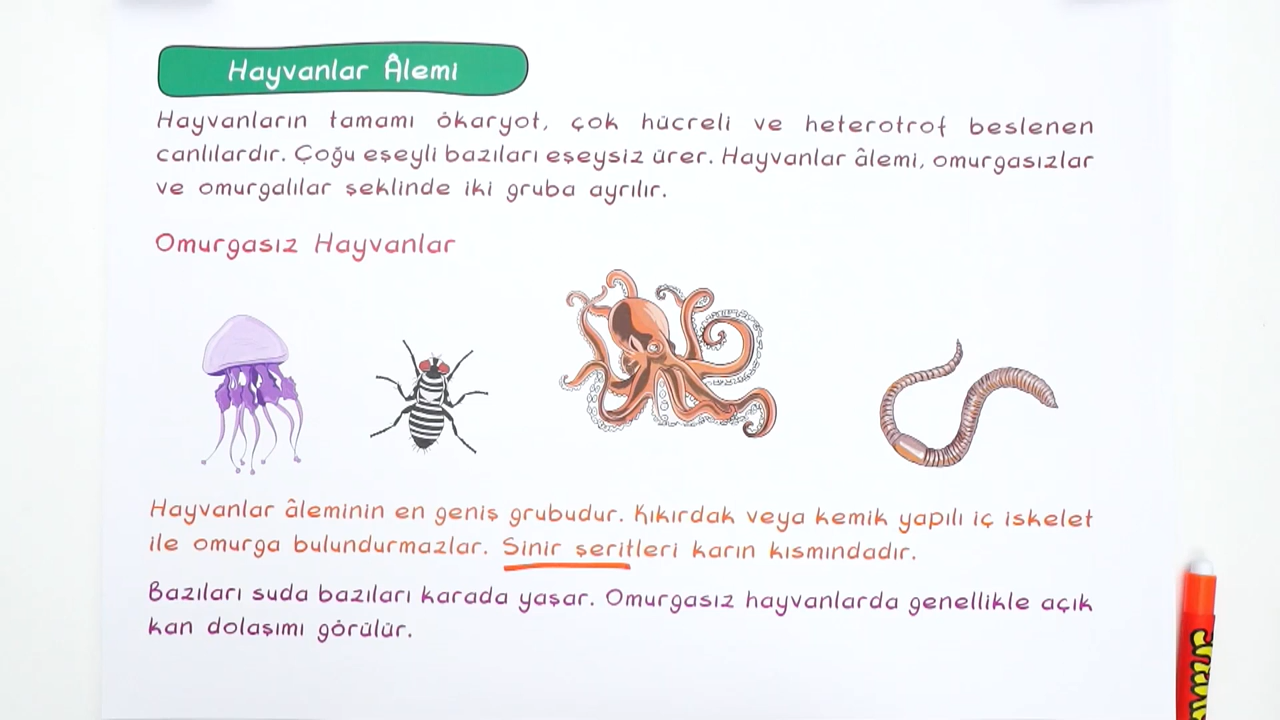 Hayvanlar Âlemi
Hayvanların tamamı ökaryot, çok hücreli ve heterotrof beslenen
canlılardır. Çoğu eşeyli bazıları eşeysiz ürer. Hayvanlar âlemi, omurgasızlar
ve omurgalılar şeklinde iki gruba ayrılır.
Omurgasız Hayvanlar
Hayvanlar âleminin en geniş grubudur. Kıkırdak veya kemik yapılı iç iskelet
ile omurga bulundurmazlar. Sinir şeritleri karın kısmındadır.
Bazıları suda bazıları karada yaşar. Omurgasız hayvanlarda genellikle açık
kan dolaşımı görülür.